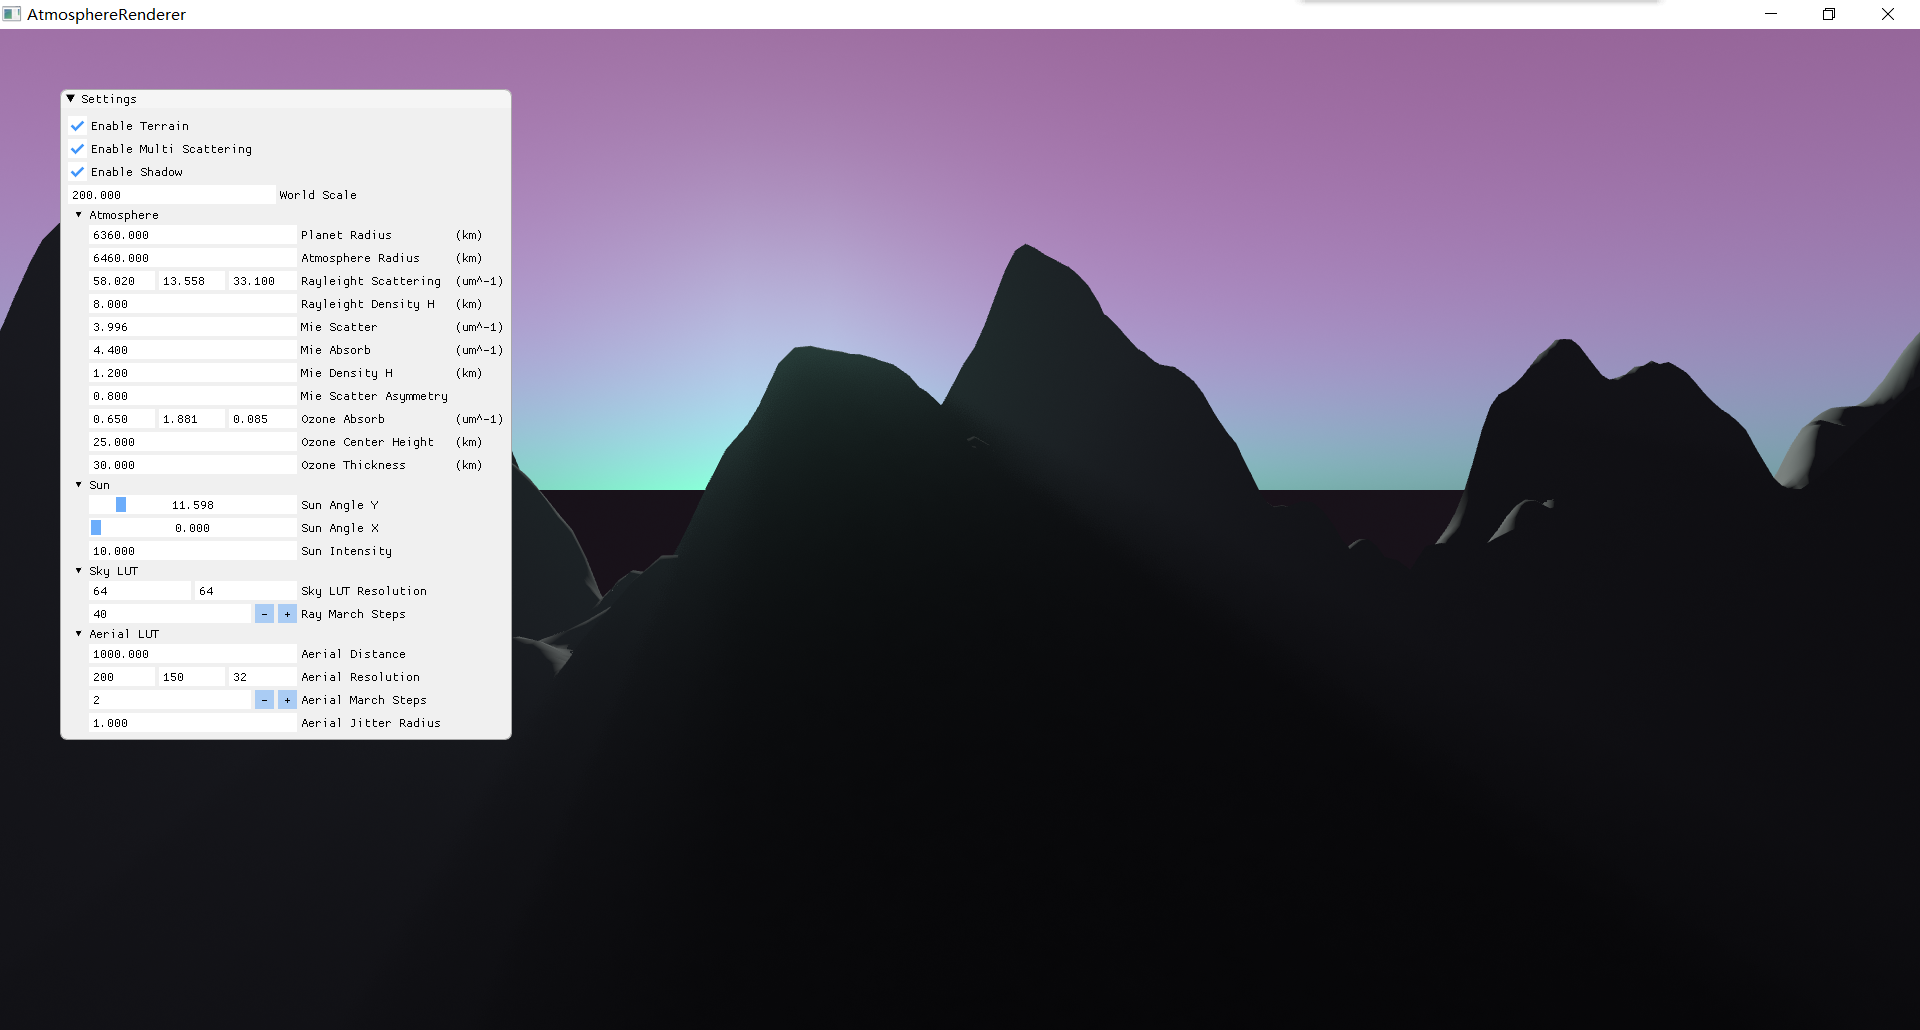 AtmosphereRenderer
Settings
Enable Terrain
Enable Multi Scattering
Enable Shadow
200.000 World Scale
Atmosphere
6360.000 Planet Radius (km)
6460.000 Atmosphere Radius (km)
58.020 13.558 33.100 Rayleight Scattering (um^-1)
8.000 Rayleight Density H (km)
3.996 Mie Scatter (um^-1)
4.400 Mie Absorb (um^-1)
1.200 Mie Density H (km)
0.800 Mie Scatter Asymmetry
0.650 1.881 0.085 Ozone Absorb (um^-1)
25.000 Ozone Center Height (km)
30.000 Ozone Thickness (km)
Sun
11.598 Sun Angle Y
0.000 Sun Angle X
10.000 Sun Intensity
Sky LUT
64 64 Sky LUT Resolution
40 - + Ray March Steps
Aerial LUT
1000.000 Aerial Distance
200 150 32 Aerial Resolution
2 - + Aerial March Steps
1.000 Aerial Jitter Radius